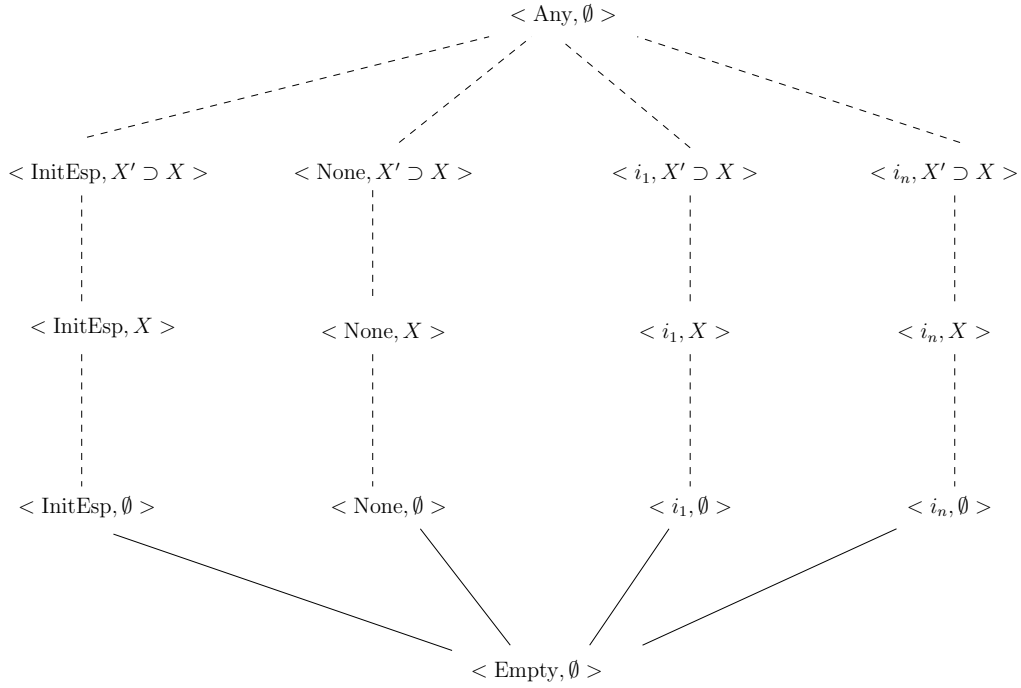 < Any, ∅ >
< InitEsp, X′ ⊃ X > < None, X′ ⊃ X > < i₁, X′ ⊃ X > < iₙ, X′ ⊃ X >
< InitEsp, X > < None, X > < i₁, X > < iₙ, X >
< InitEsp, ∅ > < None, ∅ > < i₁, ∅ > < iₙ, ∅ >
< Empty, ∅ >